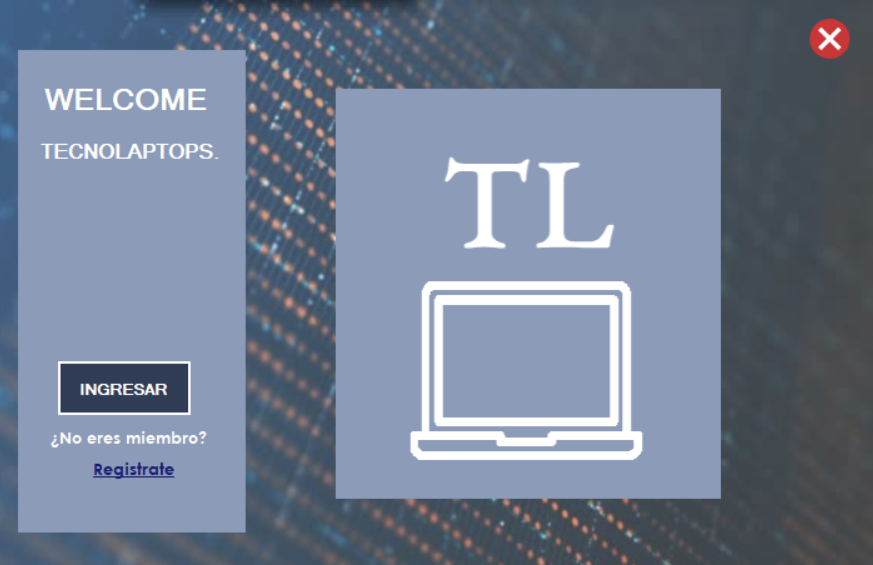 WELCOME
TECNOLAPTOPS.
TL
INGRESAR
¿No eres miembro?
Registrate